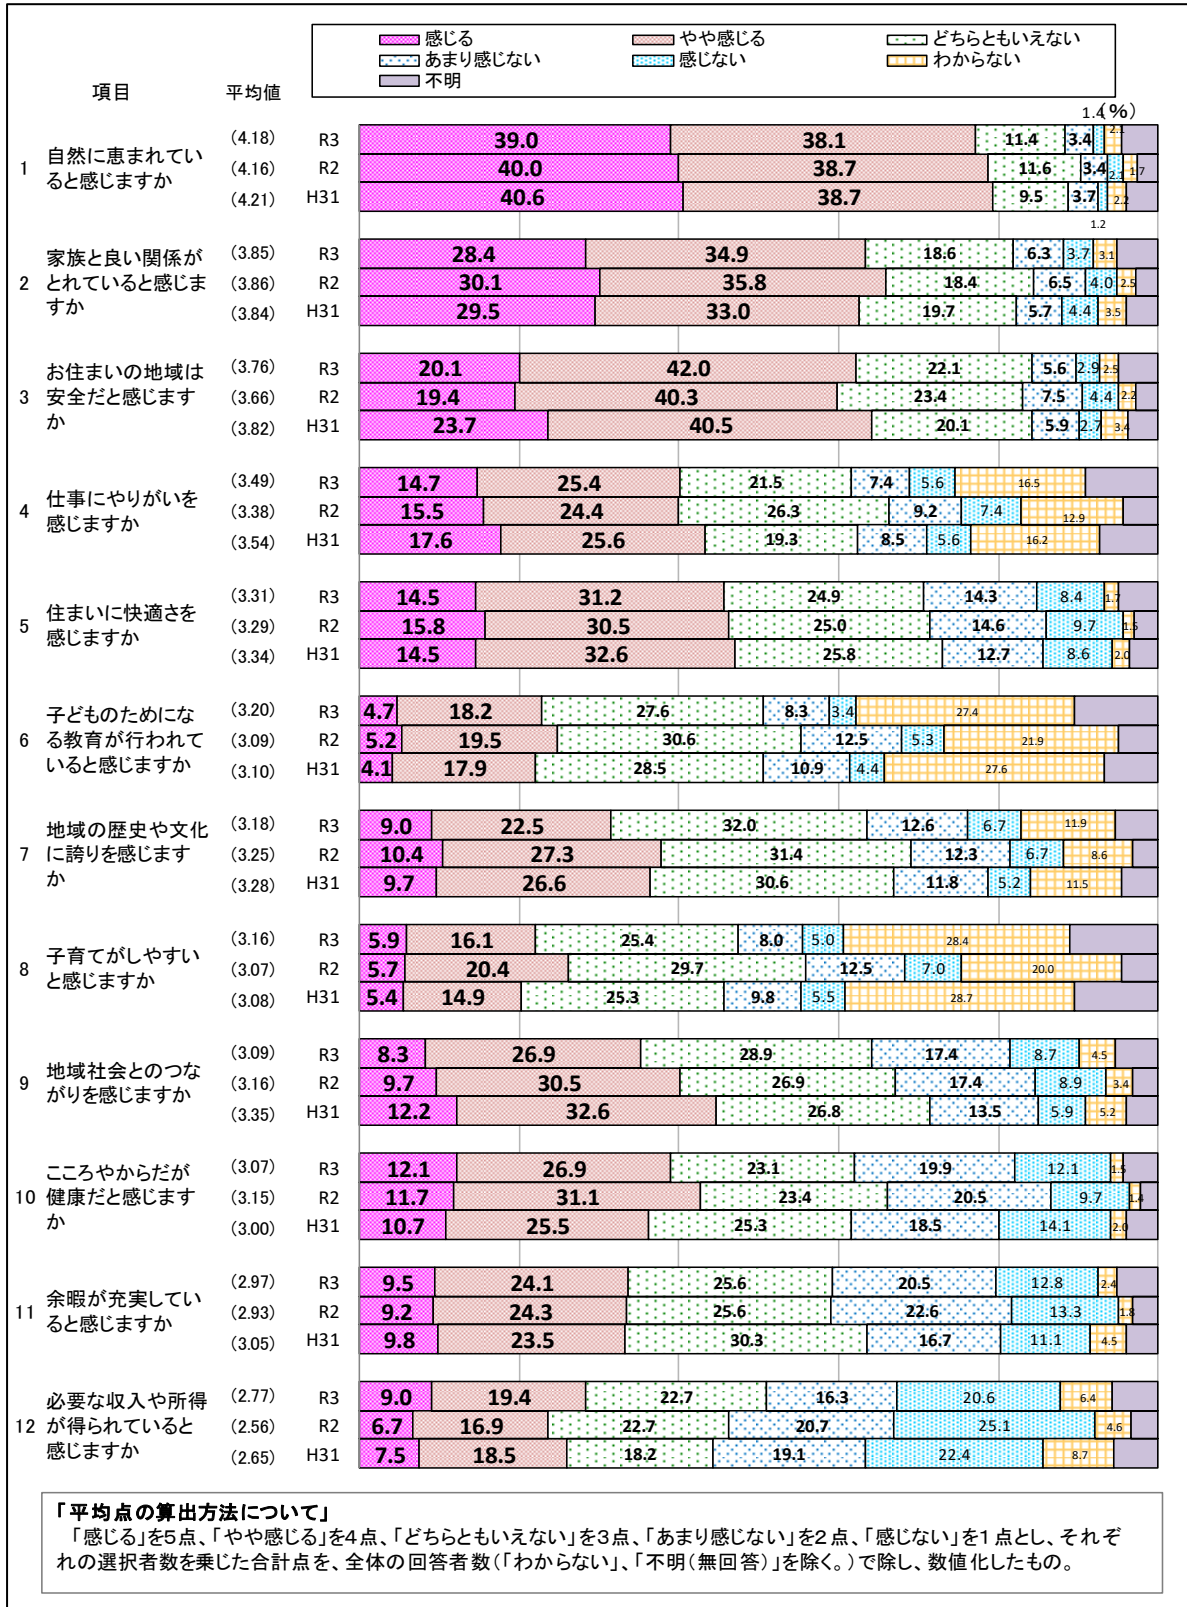 感じる やや感じる どちらともいえない
あまり感じない 感じない わからない
不明
項目 平均値
1.4 (%)
(4.18) R3 39.0 38.1 11.4 3.4 2.1
1 自然に恵まれてい
ると感じますか
(4.16) R2 40.0 38.7 11.6 3.4 2.1 1.7
(4.21) H31 40.6 38.7 9.5 3.7 2.2
1.2
(3.85) R3 28.4 34.9 18.6 6.3 3.7 3.1
2 家族と良い関係が
とれていると感じま
すか
(3.86) R2 30.1 35.8 18.4 6.5 4.0 2.5
(3.84) H31 29.5 33.0 19.7 5.7 4.4 3.5
(3.76) R3 20.1 42.0 22.1 5.6 2.9 2.5
3 お住まいの地域は
安全だと感じます
か
(3.66) R2 19.4 40.3 23.4 7.5 4.4 2.2
(3.82) H31 23.7 40.5 20.1 5.9 2.7 3.4
(3.49) R3 14.7 25.4 21.5 7.4 5.6 16.5
4 仕事にやりがいを
感じますか
(3.38) R2 15.5 24.4 26.3 9.2 7.4 12.9
(3.54) H31 17.6 25.6 19.3 8.5 5.6 16.2
(3.31) R3 14.5 31.2 24.9 14.3 8.4 1.7
5 住まいに快適さを
感じますか
(3.29) R2 15.8 30.5 25.0 14.6 9.7 1.5
(3.34) H31 14.5 32.6 25.8 12.7 8.6 2.0
(3.20) R3 4.7 18.2 27.6 8.3 3.4 27.4
6 子どものためにな
る教育が行われて
いると感じますか
(3.09) R2 5.2 19.5 30.6 12.5 5.3 21.9
(3.10) H31 4.1 17.9 28.5 10.9 4.4 27.6
(3.18) R3 9.0 22.5 32.0 12.6 6.7 11.9
7 地域の歴史や文化
に誇りを感じます
か
(3.25) R2 10.4 27.3 31.4 12.3 6.7 8.6
(3.28) H31 9.7 26.6 30.6 11.8 5.2 11.5
(3.16) R3 5.9 16.1 25.4 8.0 5.0 28.4
8 子育てがしやすい
と感じますか
(3.07) R2 5.7 20.4 29.7 12.5 7.0 20.0
(3.08) H31 5.4 14.9 25.3 9.8 5.5 28.7
(3.09) R3 8.3 26.9 28.9 17.4 8.7 4.5
9 地域社会とのつな
がりを感じますか
(3.16) R2 9.7 30.5 26.9 17.4 8.9 3.4
(3.35) H31 12.2 32.6 26.8 13.5 5.9 5.2
(3.07) R3 12.1 26.9 23.1 19.9 12.1 1.5
10 こころやからだが
健康だと感じます
か
(3.15) R2 11.7 31.1 23.4 20.5 9.7 1.4
(3.00) H31 10.7 25.5 25.3 18.5 14.1 2.0
(2.97) R3 9.5 24.1 25.6 20.5 12.8 2.4
11 余暇が充実してい
ると感じますか
(2.93) R2 9.2 24.3 25.6 22.6 13.3 1.8
(3.05) H31 9.8 23.5 30.3 16.7 11.1 4.5
(2.77) R3 9.0 19.4 22.7 16.3 20.6 6.4
12 必要な収入や所得
が得られていると
感じますか
(2.56) R2 6.7 16.9 22.7 20.7 25.1 4.6
(2.65) H31 7.5 18.5 18.2 19.1 22.4 8.7
「平均点の算出方法について」
「感じる」を5点、「やや感じる」を4点、「どちらともいえない」を3点、「あまり感じない」を2点、「感じない」を1点とし、それぞ
れの選択者数を乗じた合計点を、全体の回答者数(「わからない」、「不明(無回答)」を除く。)で除し、数値化したもの。